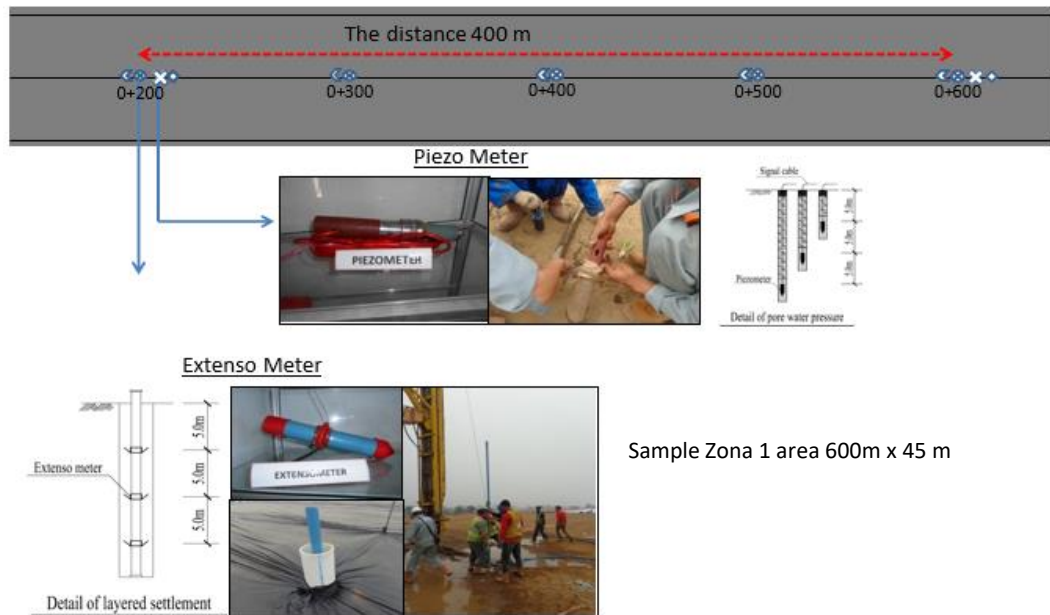 The distance 400 m
0+200
0+300
0+400
0+500
0+600
Piezo Meter
PIEZOMETER
Signal cable
5.0m
5.0m
5.0m
Piezometer
Detail of pore water pressure
Extenso Meter
Extenso meter
5.0m
5.0m
5.0m
EXTENSOMETER
Detail of layered settlement
Sample Zona 1 area 600m x 45 m